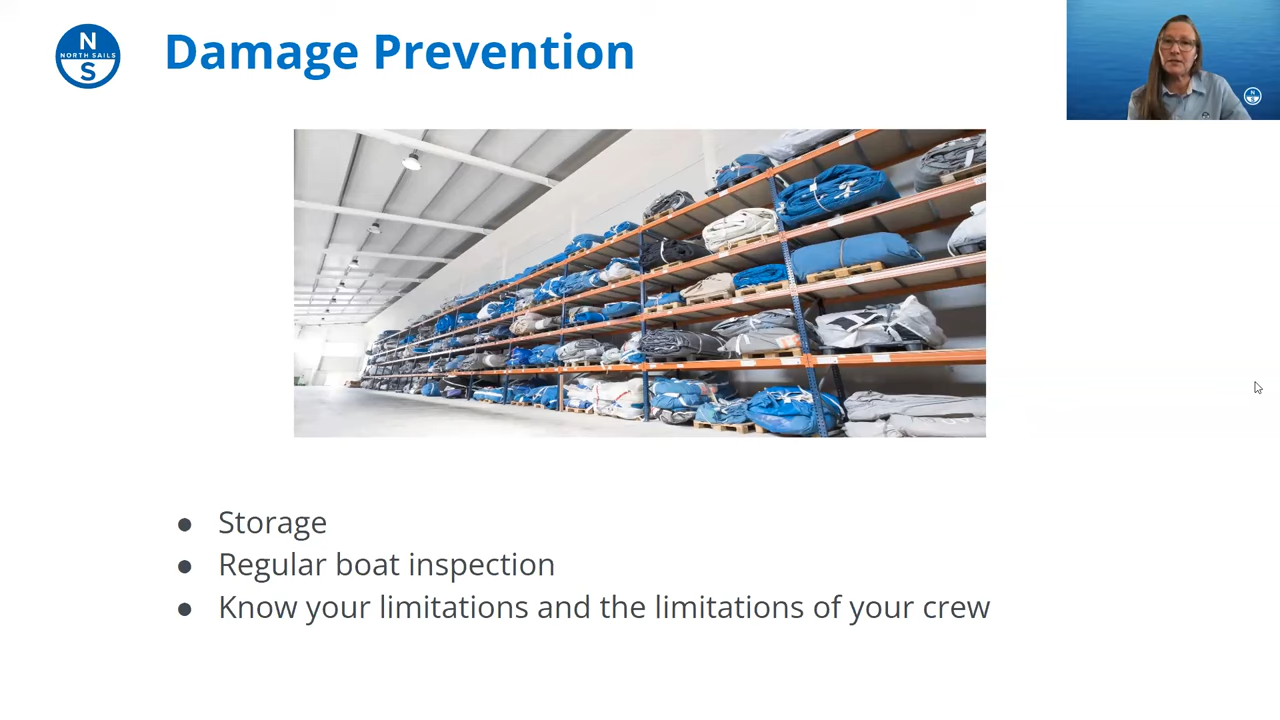 N
NORTH SAILS
S
Damage Prevention
N
S
● Storage
● Regular boat inspection
● Know your limitations and the limitations of your crew